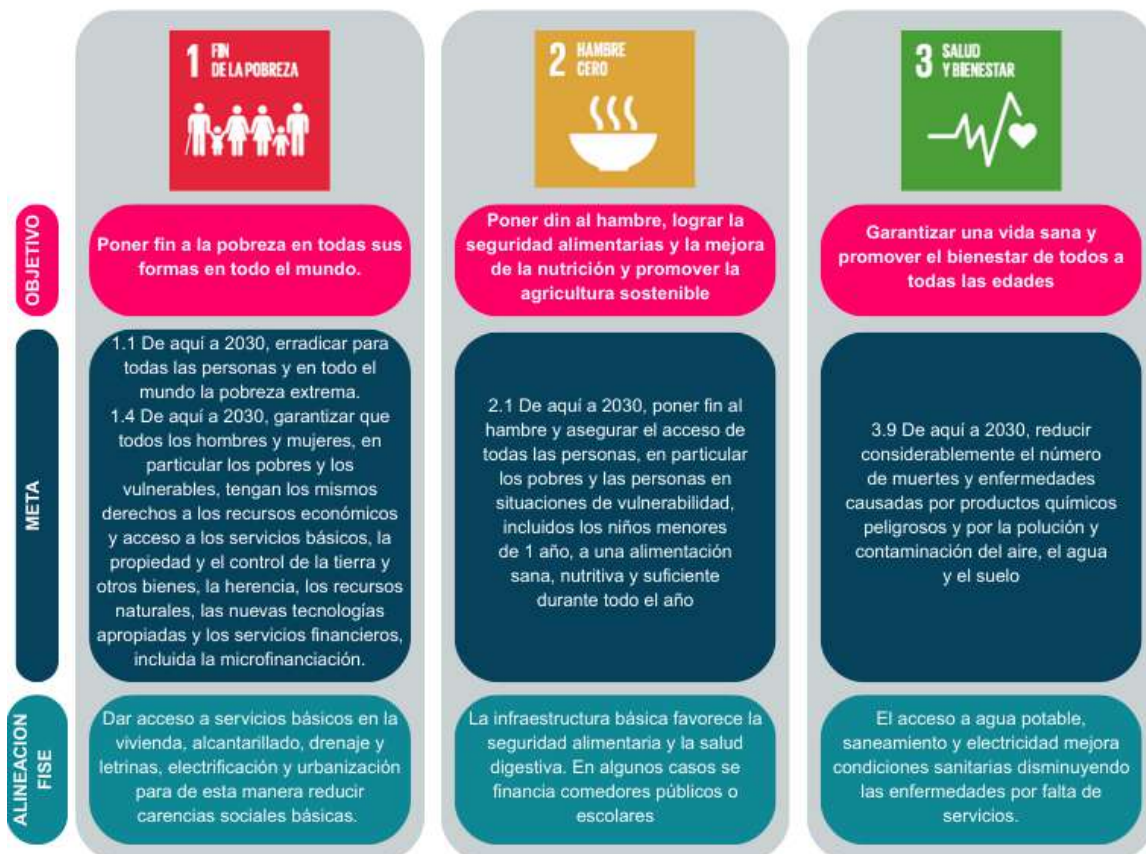 1 FIN
DE LA POBREZA
2 HAMBRE
CERO
3 SALUD
Y BIENESTAR
OBJETIVO
Poner fin a la pobreza en todas sus
formas en todo el mundo.
Poner din al hambre, lograr la
seguridad alimentarias y la mejora
de la nutrición y promover la
agricultura sostenible
Garantizar una vida sana y
promover el bienestar de todos a
todas las edades
META
1.1 De aquí a 2030, erradicar para
todas las personas y en todo el
mundo la pobreza extrema.
1.4 De aquí a 2030, garantizar que
todos los hombres y mujeres, en
particular los pobres y los
vulnerables, tengan los mismos
derechos a los recursos económicos
y acceso a los servicios básicos, la
propiedad y el control de la tierra y
otros bienes, la herencia, los recursos
naturales, las nuevas tecnologías
apropiadas y los servicios financieros,
incluida la microfinanciación.
2.1 De aquí a 2030, poner fin al
hambre y asegurar el acceso de
todas las personas, en particular
los pobres y las personas en
situaciones de vulnerabilidad,
incluidos los niños menores
de 1 año, a una alimentación
sana, nutritiva y suficiente
durante todo el año
3.9 De aquí a 2030, reducir
considerablemente el número
de muertes y enfermedades
causadas por productos químicos
peligrosos y por la polución y
contaminación del aire, el agua
y el suelo
ALINEACION
FISE
Dar acceso a servicios básicos en la
vivienda, alcantarillado, drenaje y
letrinas, electrificación y urbanización
para de esta manera reducir
carencias sociales básicas.
La infraestructura básica favorece la
seguridad alimentaria y la salud
digestiva. En algunos casos se
financia comedores públicos o
escolares
El acceso a agua potable,
saneamiento y electricidad mejora
condiciones sanitarias disminuyendo
las enfermedades por falta de
servicios.